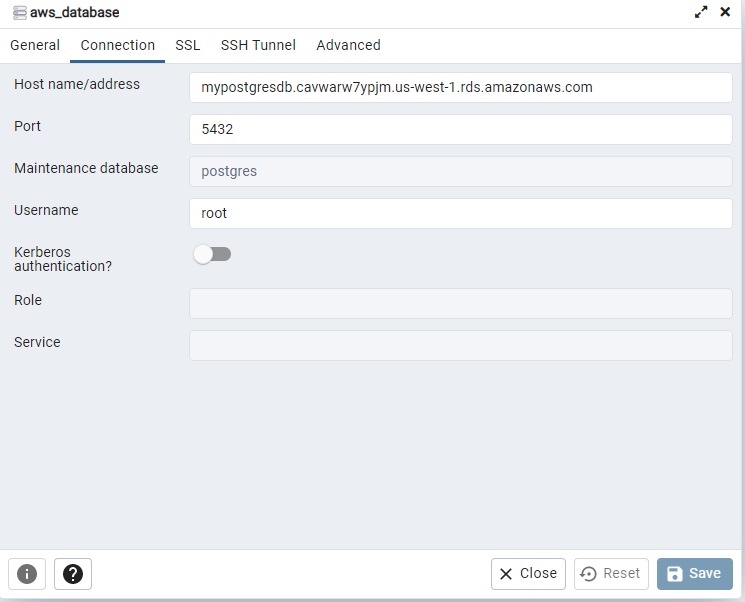 aws_database
General Connection SSL SSH Tunnel Advanced
Host name/address mypostgresdb.cavwarw7ypjm.us-west-1.rds.amazonaws.com
Port 5432
Maintenance database postgres
Username root
Kerberos
authentication?
Role
Service
Close Reset Save